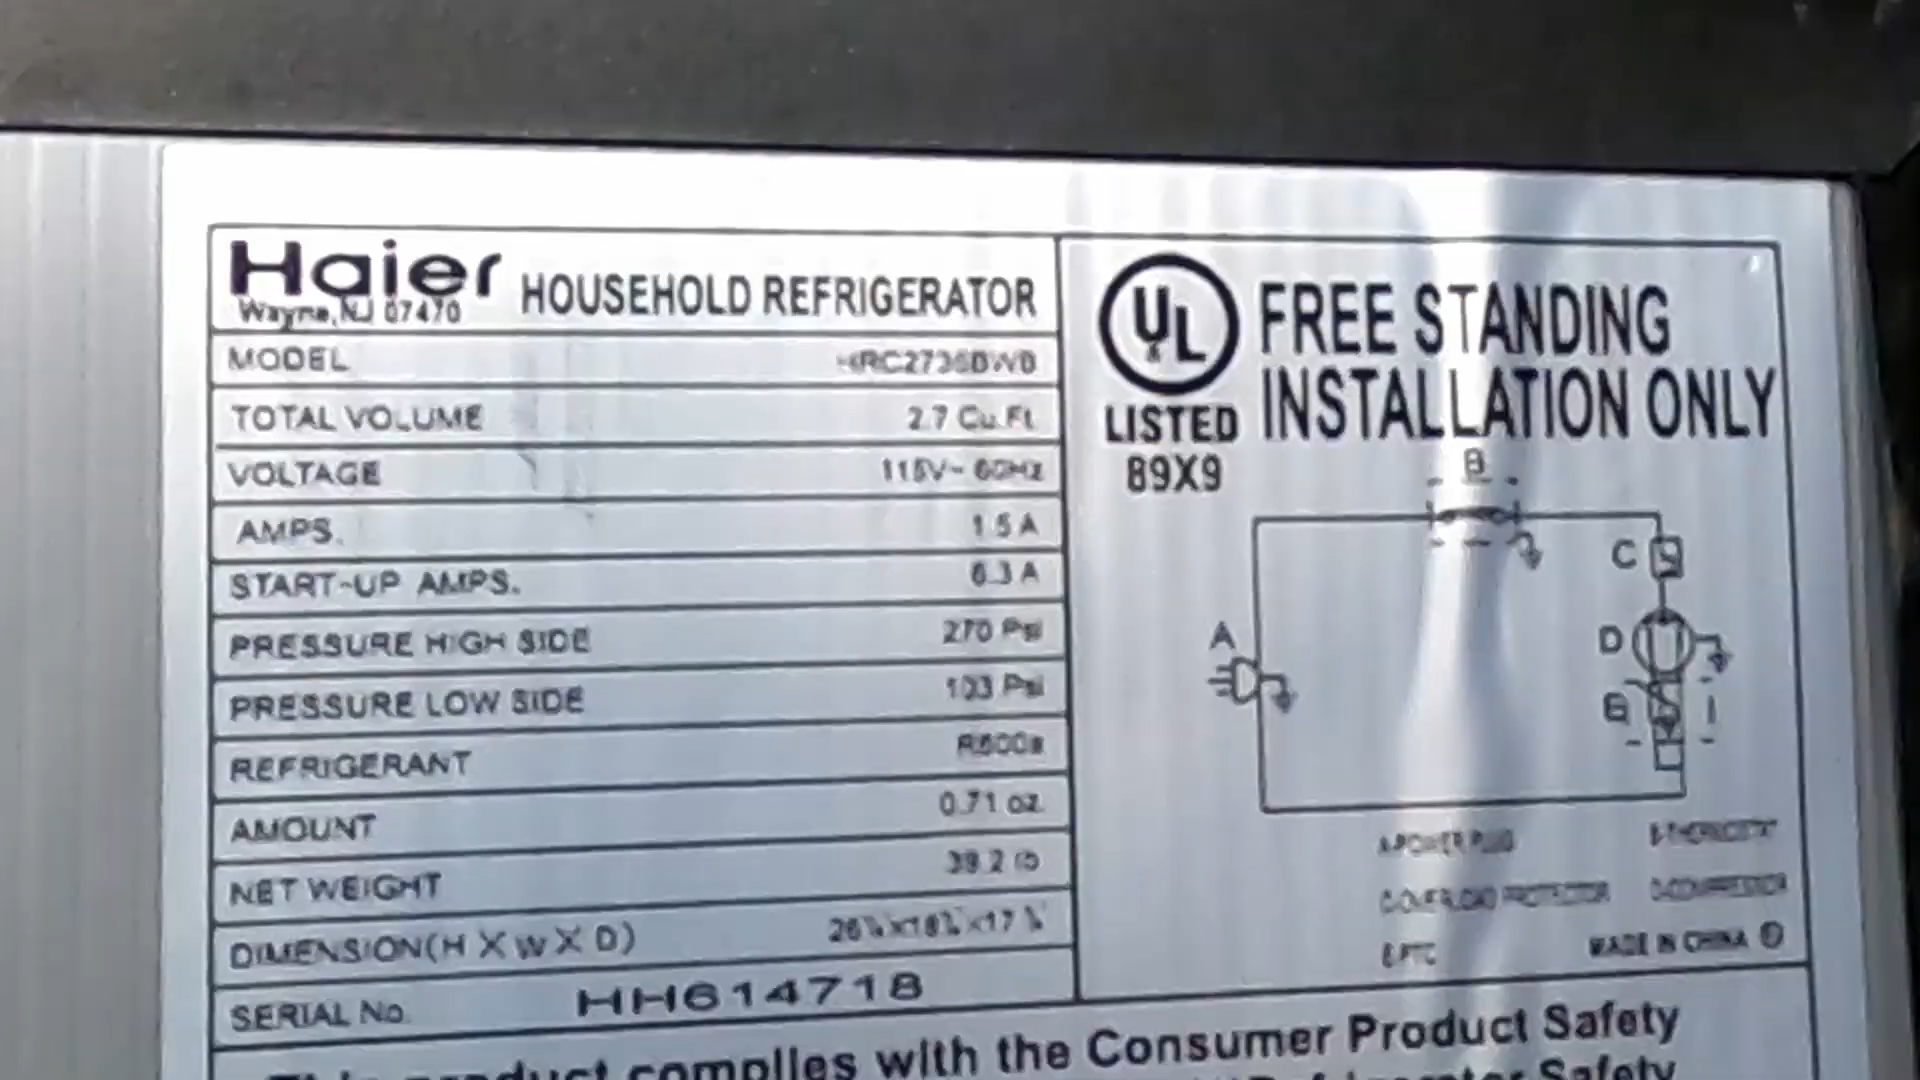 Haier
Wayne, NJ 07470
HOUSEHOLD REFRIGERATOR
MODEL
TOTAL VOLUME 2.7 Cu.Ft.
VOLTAGE 115V~ 60Hz
AMPS. 1.5 A
START-UP AMPS. 6.3 A
PRESSURE HIGH SIDE 270 Psi
PRESSURE LOW SIDE 103 Psi
REFRIGERANT R600a
AMOUNT 0.71 oz.
NET WEIGHT 39.2 lb
DIMENSION(H X W X D)
SERIAL No. HH614718
UL
LISTED
89X9
FREE STANDING
INSTALLATION ONLY
B
C
A
D
E
A-POWER PLUG B-THERMOSTAT
C-OVERLOAD PROTECTOR D-COMPRESSOR
E-PTC MADE IN CHINA
This product complies with the Consumer Product Safety
Refrigerator Safety